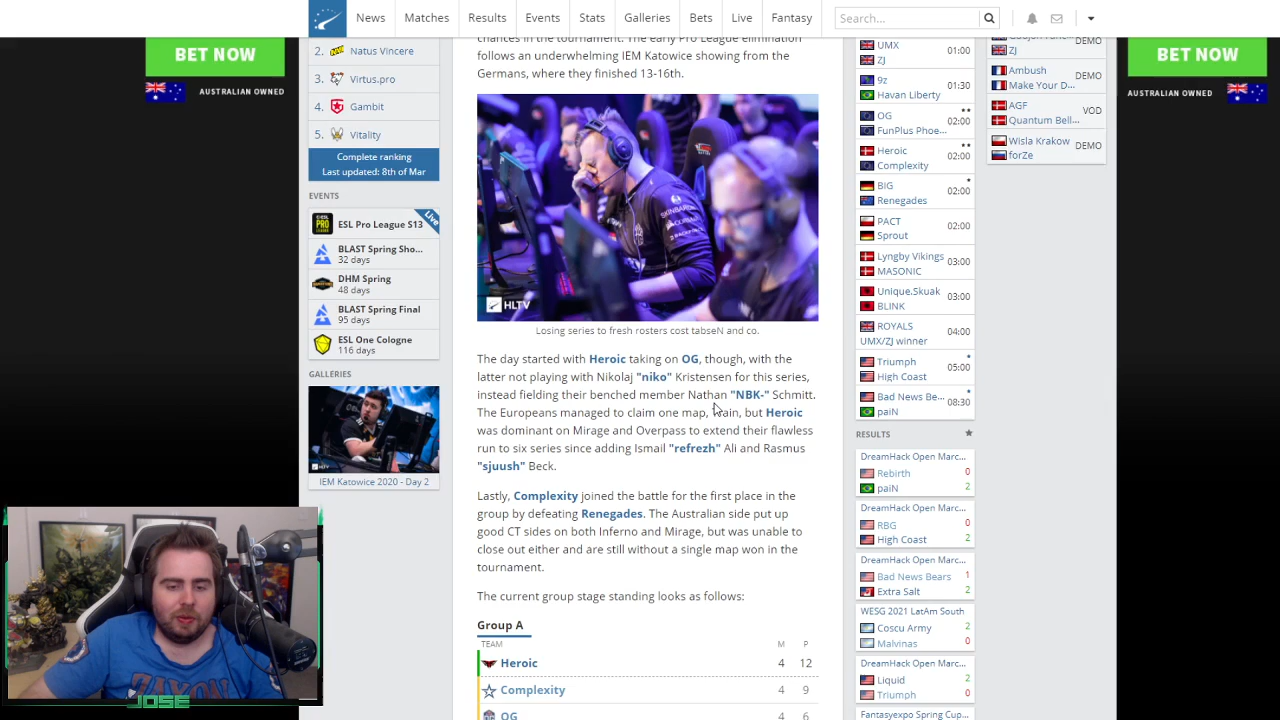 News
Matches
Results
Events
Stats
Galleries
Bets
Live
Fantasy
Search...
BET NOW
AUSTRALIAN OWNED
2. Natus Vincere
3. Virtus.pro
4. Gambit
5. Vitality
Complete ranking
Last updated: 8th of Mar
EVENTS
ESL Pro League S13
Live
BLAST Spring Sho...
32 days
DHM Spring
48 days
BLAST Spring Final
95 days
ESL One Cologne
116 days
GALLERIES
HLTV
IEM Katowice 2020 - Day 2
JOSE
chances in the tournament. The early Pro League elimination
follows an underwhelming IEM Katowice showing from the
Germans, where they finished 13-16th.
HLTV
Losing series to fresh rosters cost tabseN and co.
The day started with Heroic taking on OG, though, with the
latter not playing with Nikolaj "niko" Kristensen for this series,
instead fielding their benched member Nathan "NBK-" Schmitt.
The Europeans managed to claim one map, Train, but Heroic
was dominant on Mirage and Overpass to extend their flawless
run to six series since adding Ismail "refrezh" Ali and Rasmus
"sjuush" Beck.
Lastly, Complexity joined the battle for the first place in the
group by defeating Renegades. The Australian side put up
good CT sides on both Inferno and Mirage, but was unable to
close out either and are still without a single map won in the
tournament.
The current group stage standing looks as follows:
Group A
TEAM M P
Heroic 4 12
Complexity 4 9
OG 4 6
UMX 01:00
ZJ
9z 01:30
Havan Liberty
OG 02:00
FunPlus Phoe...
Heroic 02:00
Complexity
BIG 02:00
Renegades
PACT 02:00
Sprout
Lyngby Vikings 03:00
MASONIC
Unique.Skuak 03:00
BLINK
ROYALS 04:00
UMX/ZJ winner
Triumph 05:00
High Coast
Bad News Be... 08:30
paiN
RESULTS
DreamHack Open Marc...
Rebirth 0
paiN 2
DreamHack Open Marc...
RBG 0
High Coast 2
DreamHack Open Marc...
Bad News Bears 1
Extra Salt 2
WESG 2021 LatAm South
Coscu Army 2
Malvinas 0
DreamHack Open Marc...
Liquid 2
Triumph 0
Fantasyexpo Spring Cup...
DEMO
ZJ
Ambush DEMO
Make Your D...
AGF VOD
Quantum Bell...
Wisla Krakow DEMO
forZe
BET NOW
AUSTRALIAN OWNED